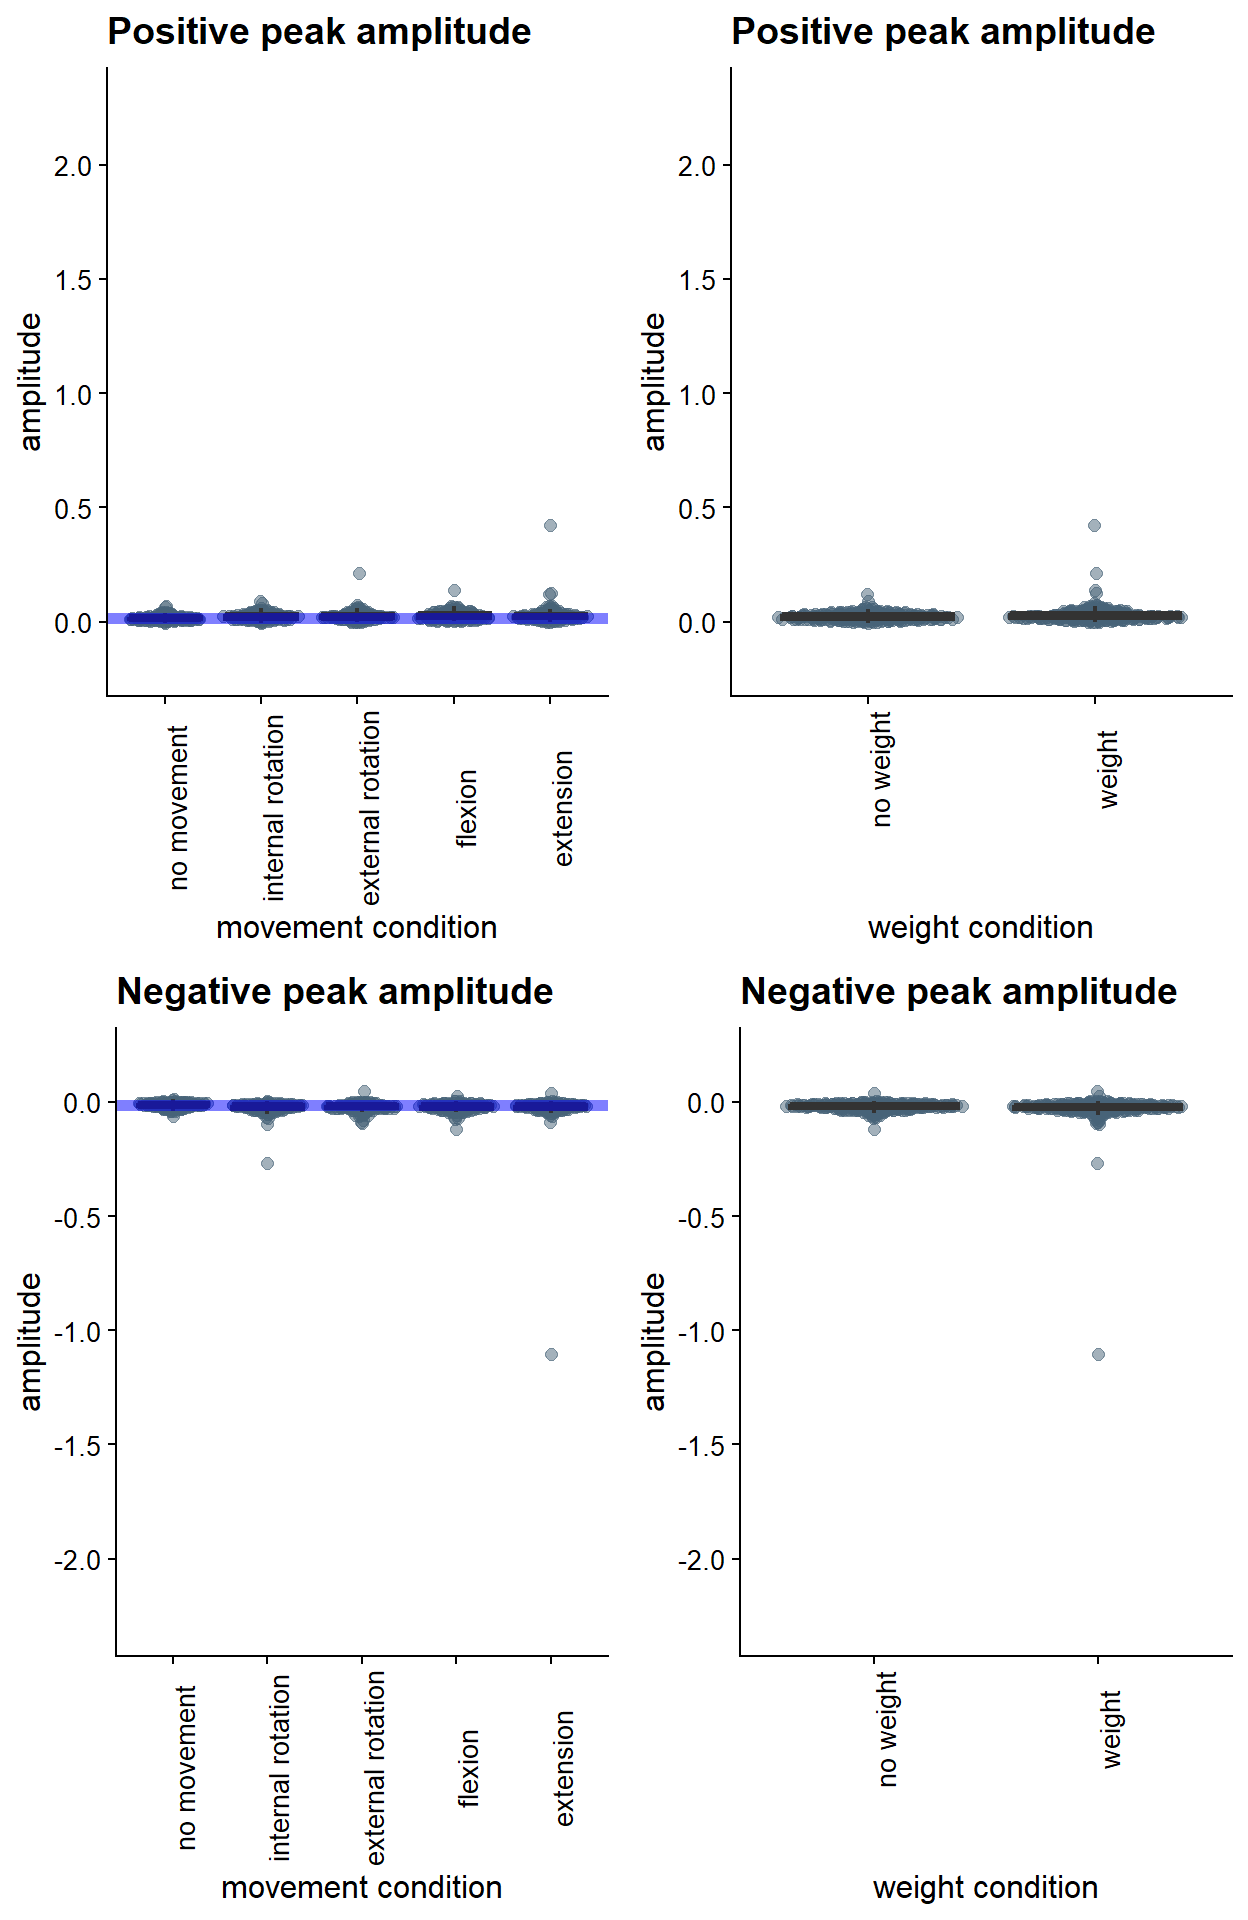 Positive peak amplitude
amplitude
2.0
1.5
1.0
0.5
0.0
no movement
internal rotation
external rotation
flexion
extension
movement condition
Positive peak amplitude
amplitude
2.0
1.5
1.0
0.5
0.0
no weight
weight
weight condition
Negative peak amplitude
amplitude
0.0
-0.5
-1.0
-1.5
-2.0
no movement
internal rotation
external rotation
flexion
extension
movement condition
Negative peak amplitude
amplitude
0.0
-0.5
-1.0
-1.5
-2.0
no weight
weight
weight condition